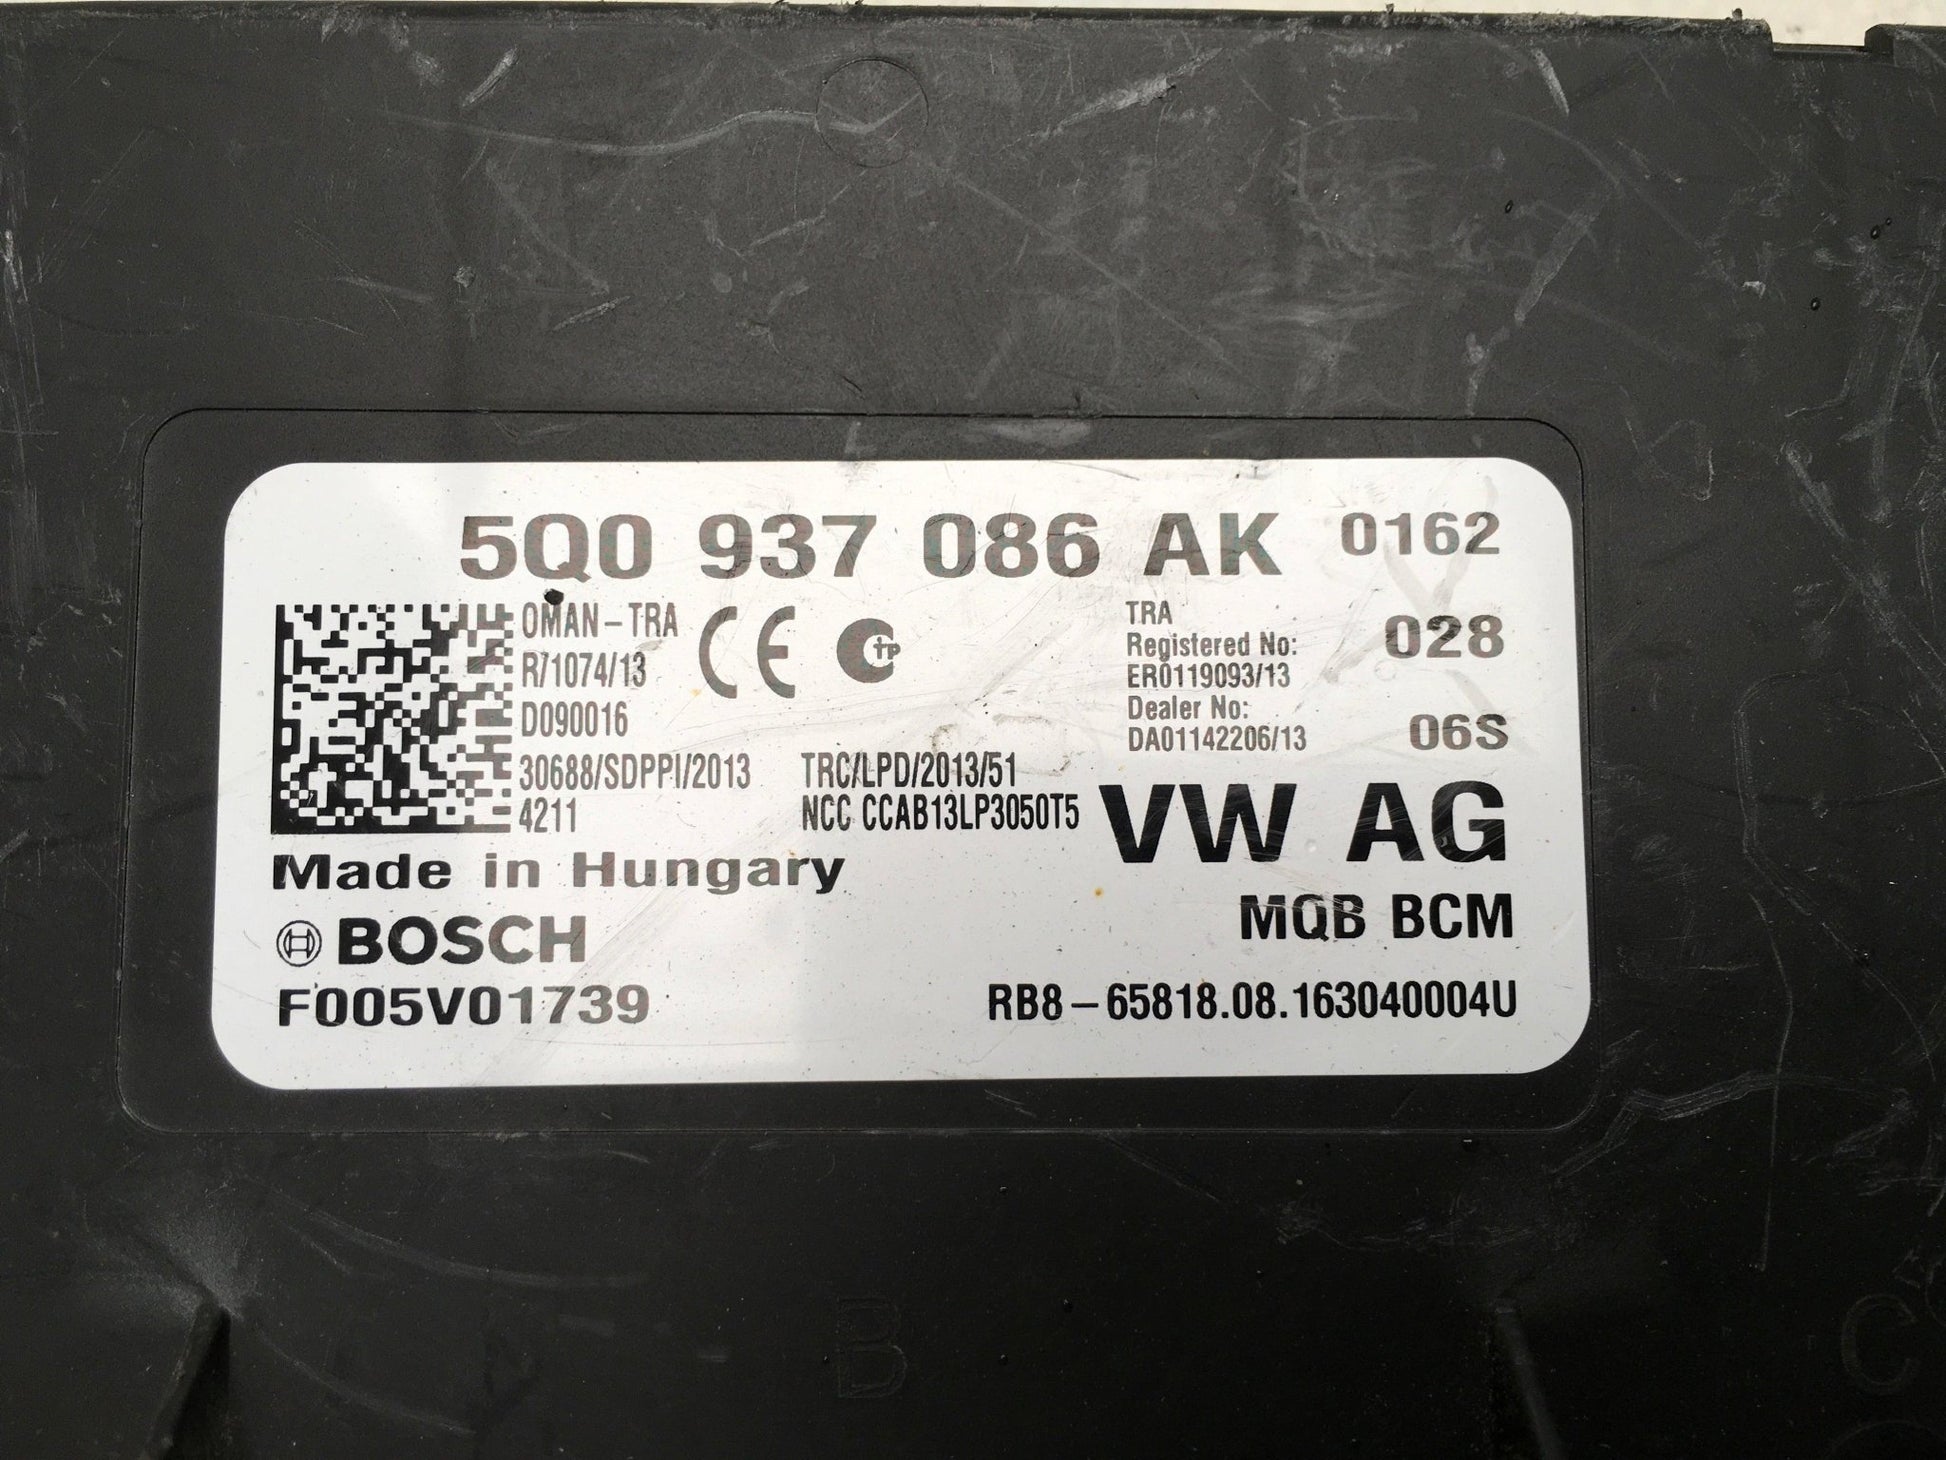 5Q0 937 086 AK 0162
OMAN-TRA
R/1074/13
D090016
30688/SDPPI/2013
4211
CE
TRA
Registered No:
ER0119093/13
Dealer No:
DA01142206/13
028
06S
TRC/LPD/2013/51
NCC CCAB13LP3050T5
VW AG
MQB BCM
Made in Hungary
BOSCH
F005V01739
RB8-65818.08.163040004U
B
C